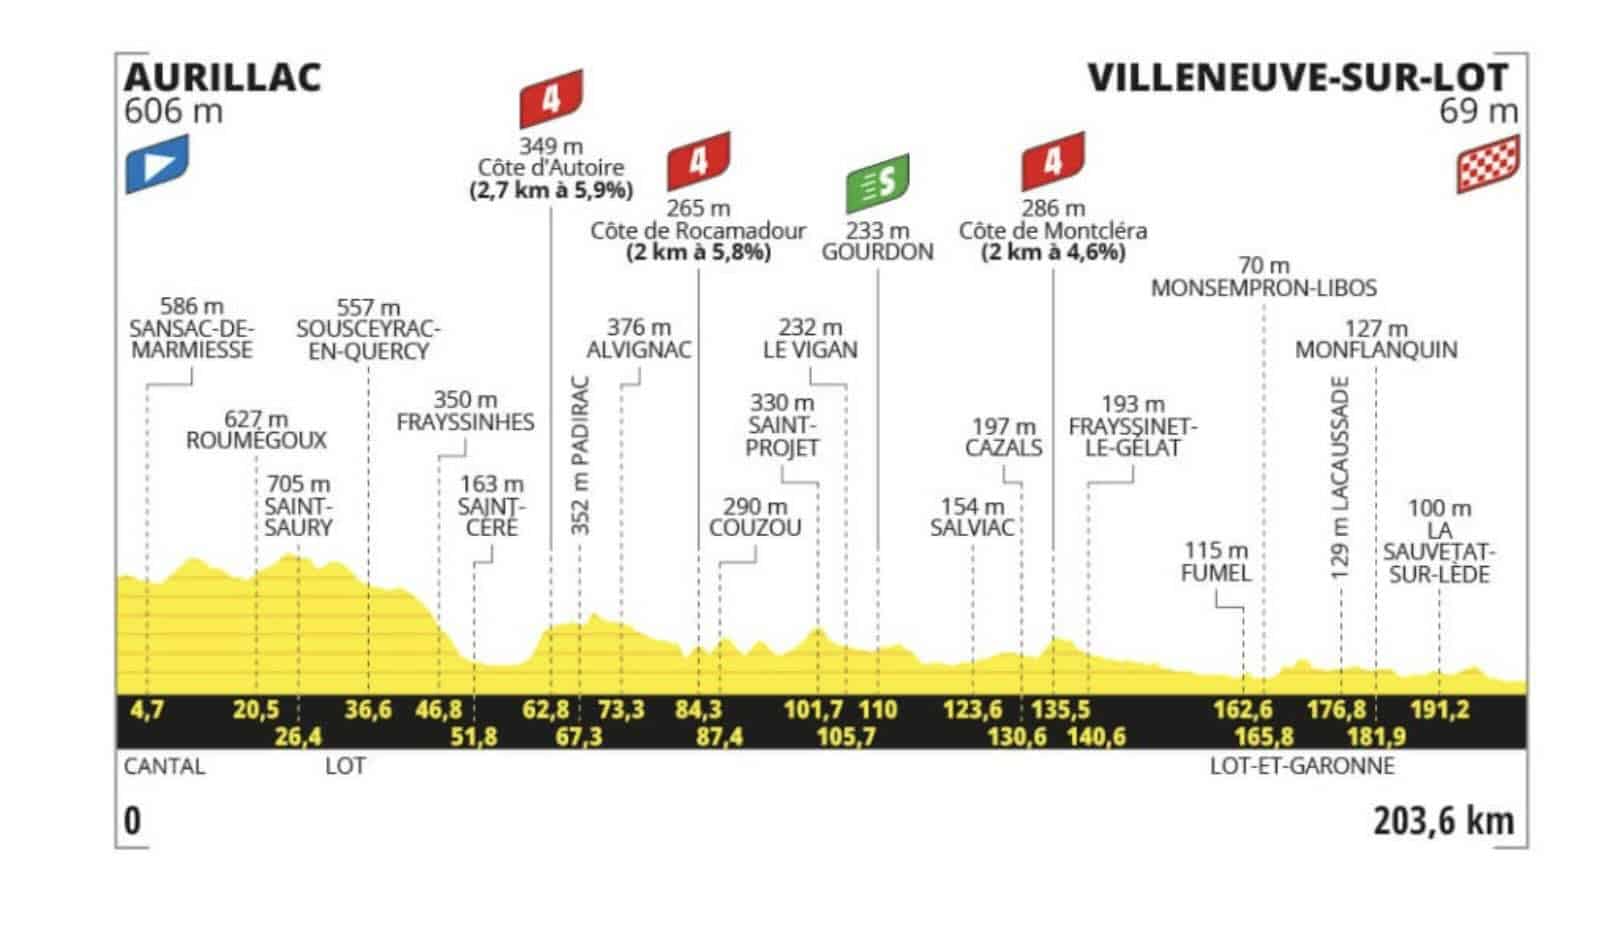 AURILLAC
606 m
VILLENEUVE-SUR-LOT
69 m
4
349 m
Côte d'Autoire
(2,7 km à 5,9%)
4
265 m
Côte de Rocamadour
(2 km à 5,8%)
S
233 m
GOURDON
4
286 m
Côte de Montcléra
(2 km à 4,6%)
70 m
MONSEMPRON-LIBOS
586 m
SANSAC-DE-
MARMIESSE
557 m
SOUSCEYRAC-
EN-QUERCY
376 m
ALVIGNAC
232 m
LE VIGAN
127 m
MONFLANQUIN
627 m
ROUMÉGOUX
350 m
FRAYSSINHES
352 m PADIRAC
330 m
SAINT-
PROJET
197 m
CAZALS
193 m
FRAYSSINET-
LE-GÉLAT
129 m LACAUSSADE
705 m
SAINT-
SAURY
163 m
SAINT-
CÉRÉ
290 m
COUZOU
154 m
SALVIAC
115 m
FUMEL
100 m
LA
SAUVETAT-
SUR-LÈDE
4,7 20,5 36,6 46,8 62,8 73,3 84,3 101,7 110 123,6 135,5 162,6 176,8 191,2
26,4 51,8 67,3 87,4 105,7 130,6 140,6 165,8 181,9
CANTAL LOT LOT-ET-GARONNE
0 203,6 km